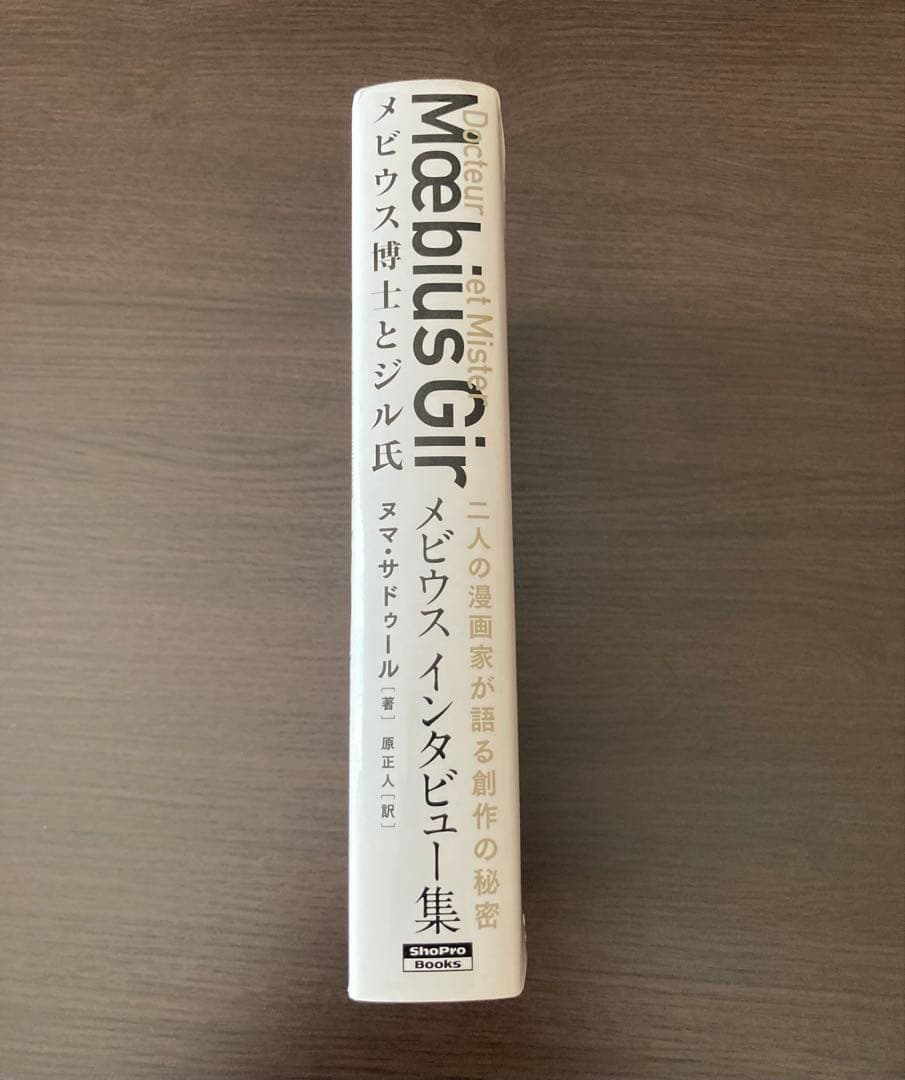 Docteur et Mister
Mœbius Gir
メビウス博士とジル氏
二人の漫画家が語る創作の秘密
メビウス インタビュー集
ヌマ・サドゥール[著] 原正人[訳]
ShoPro
Books